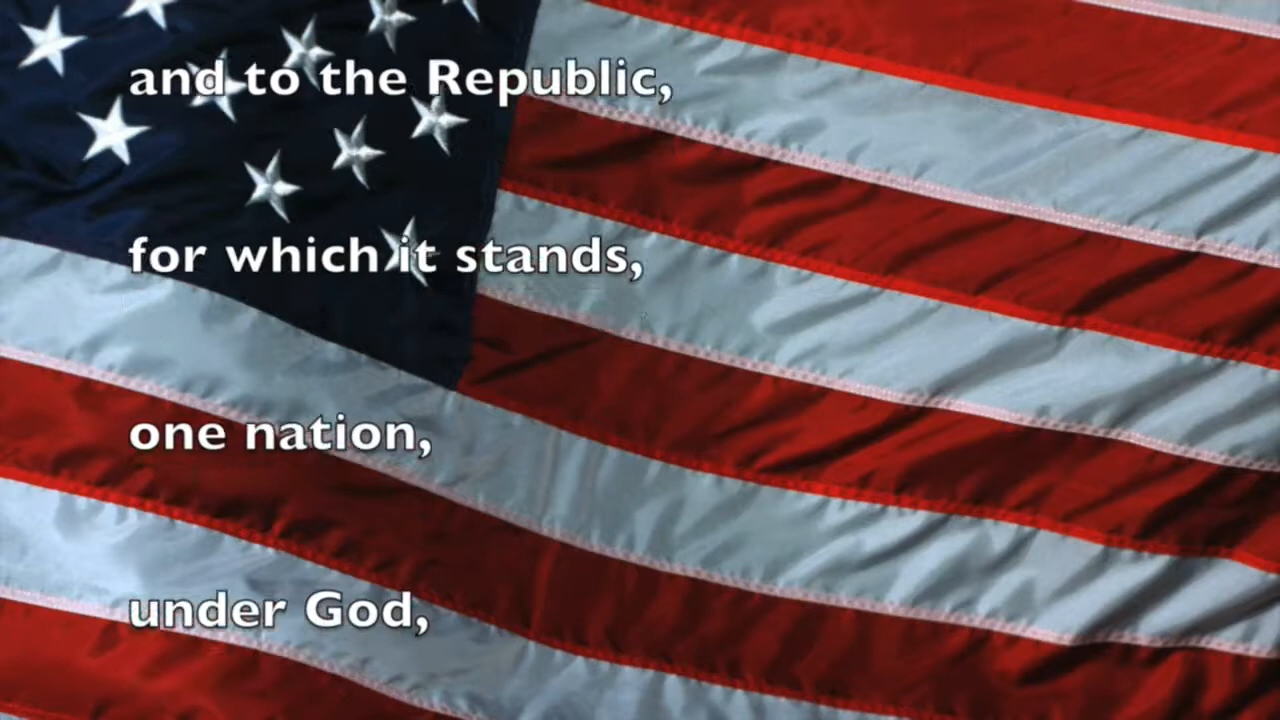 and to the Republic,
for which it stands,
one nation,
under God,